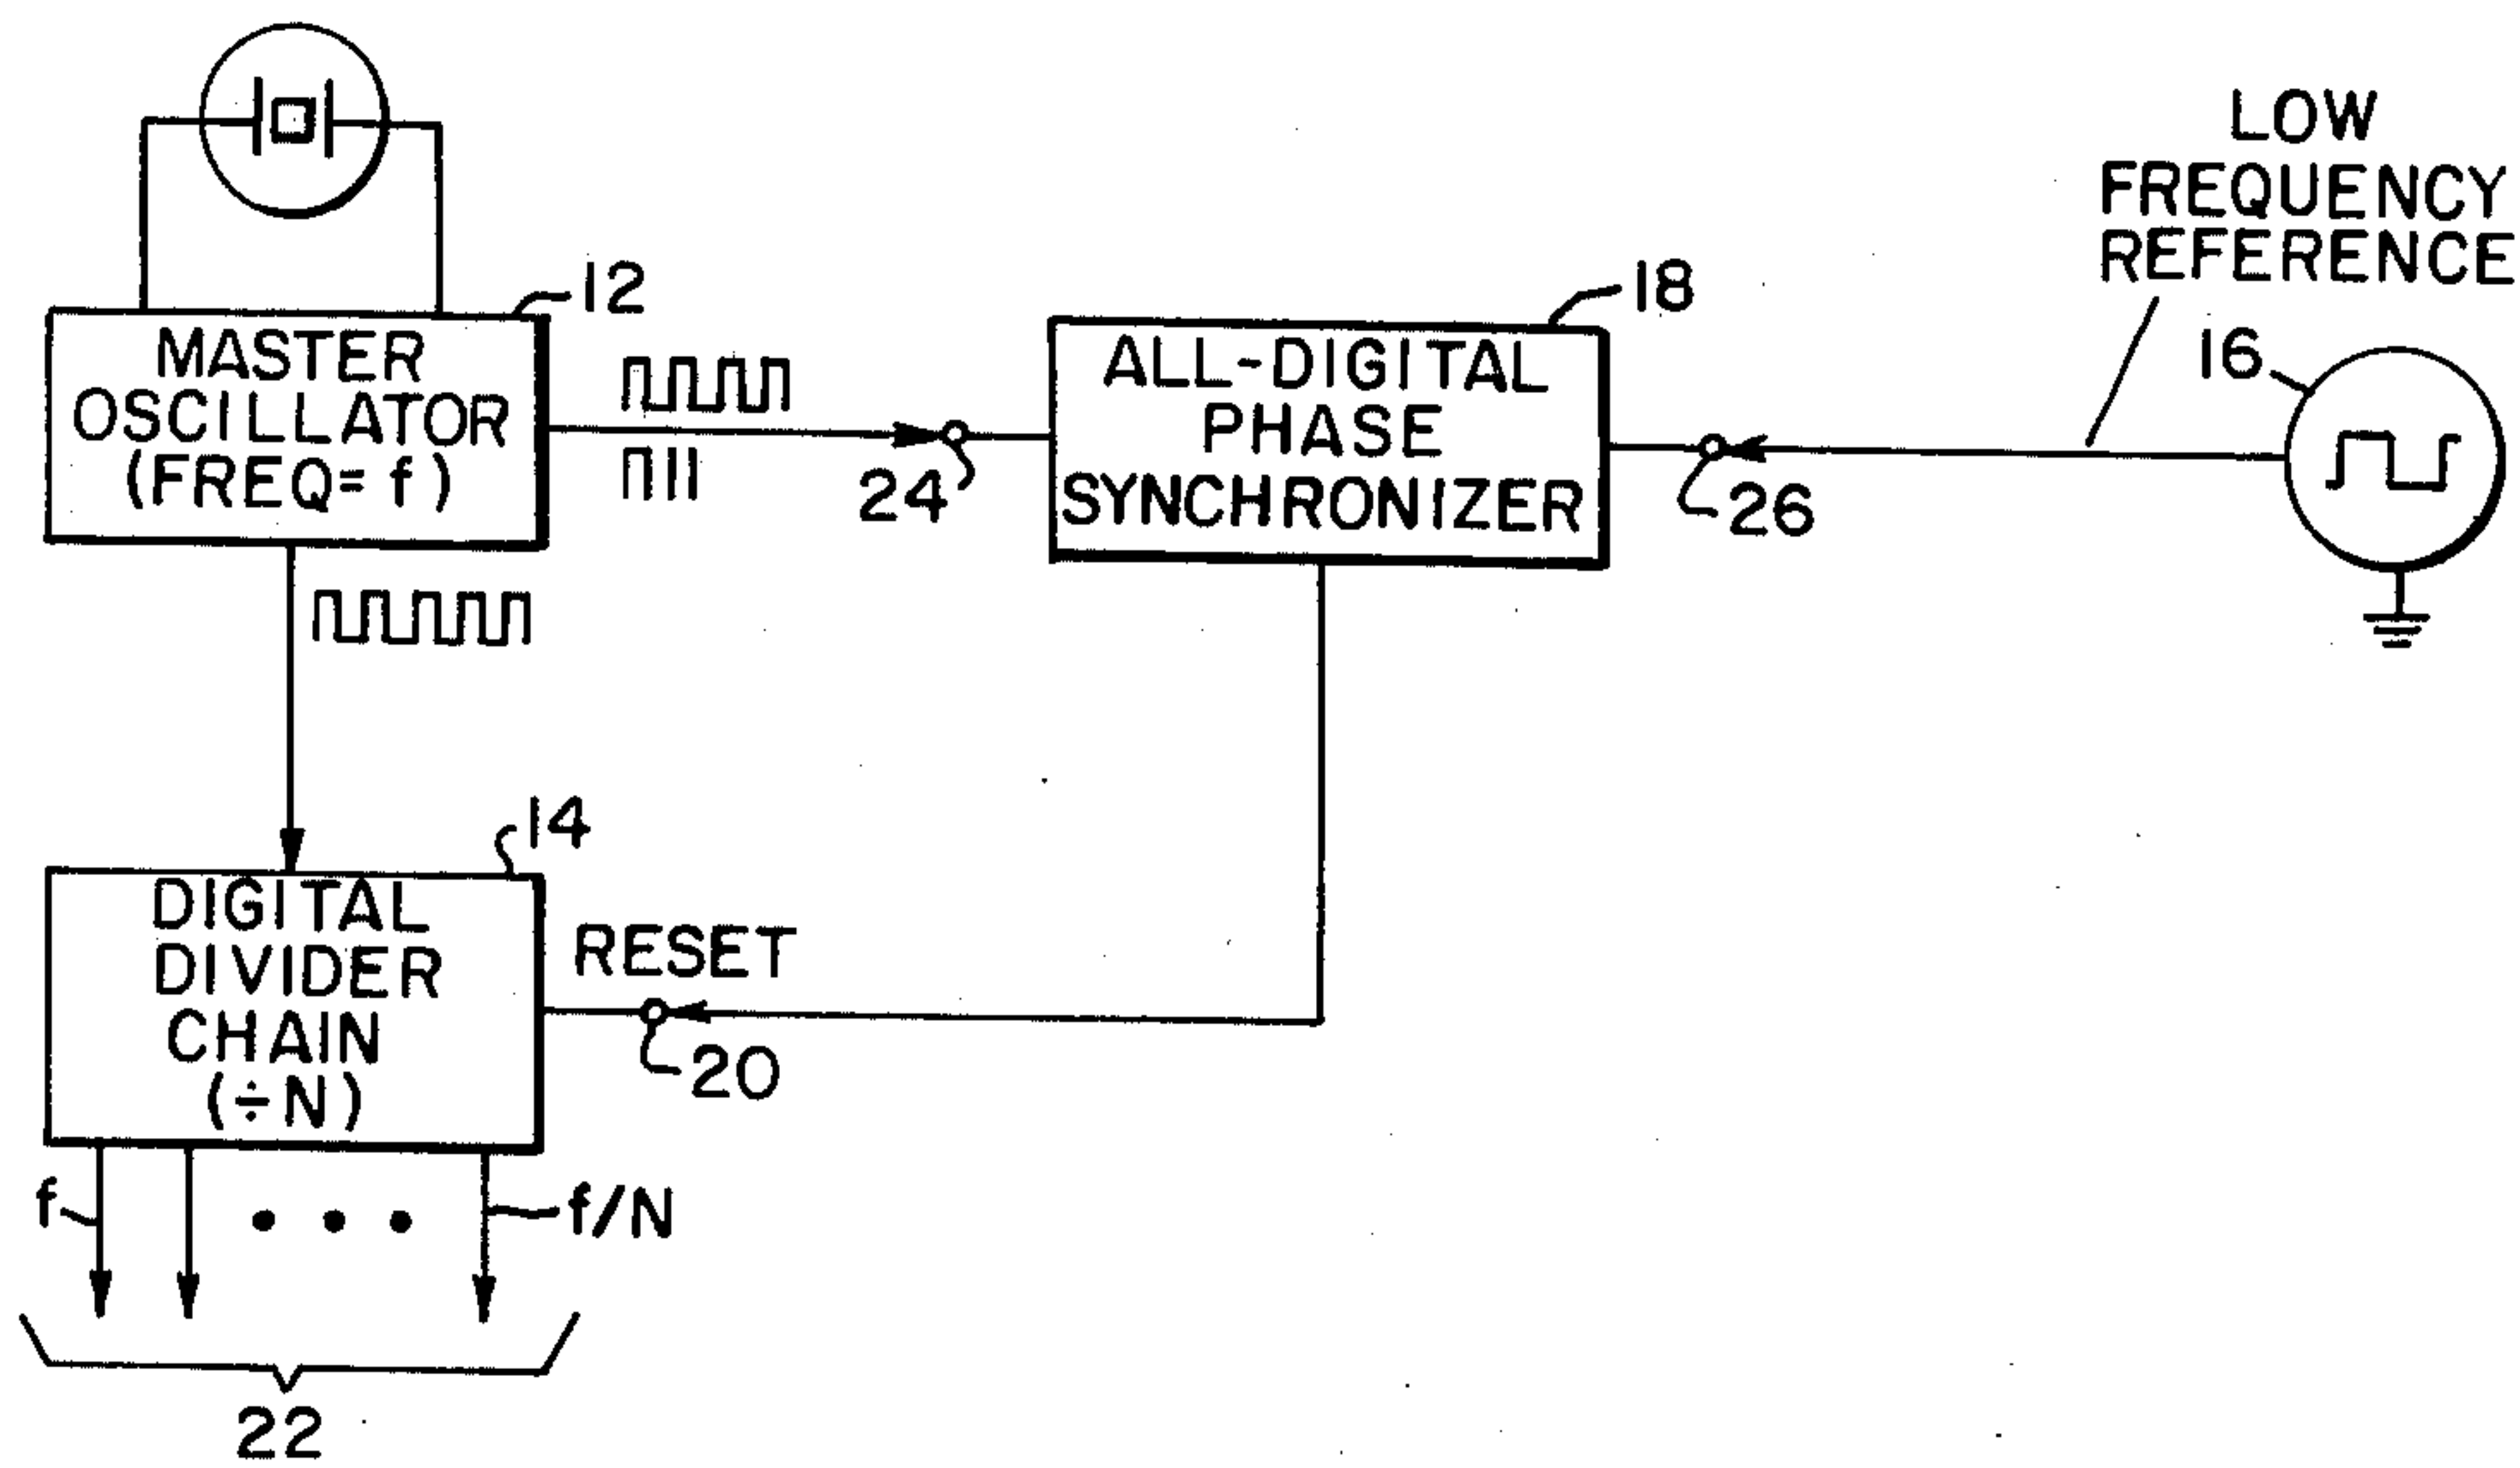 LOW
FREQUENCY
REFERENCE
12
18
16
MASTER
OSCILLATOR
(FREQ= f)
ALL-DIGITAL
PHASE
SYNCHRONIZER
24
26
14
DIGITAL
DIVIDER
CHAIN
(÷N)
RESET
20
f
f/N
22